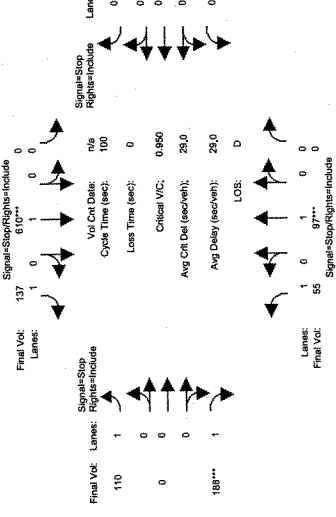 Signal=Stop/Rights=Include
Final Vol: 137 610*** 0
Lanes: 1 0 1 0 0
Signal=Stop
Rights=Include
Final Vol: Lanes:
110 1
0
0 0
0
188*** 1
Vol Cnt Date: n/a
Cycle Time (sec): 100
Loss Time (sec): 0
Critical V/C: 0.950
Avg Crit Del (sec/veh): 29.0
Avg Delay (sec/veh): 29.0
LOS: D
Signal=Stop
Rights=Include
0
0
0
0
0
Lanes: 1 0 1 0 0
Final Vol: 55 97*** 0
Signal=Stop/Rights=Include